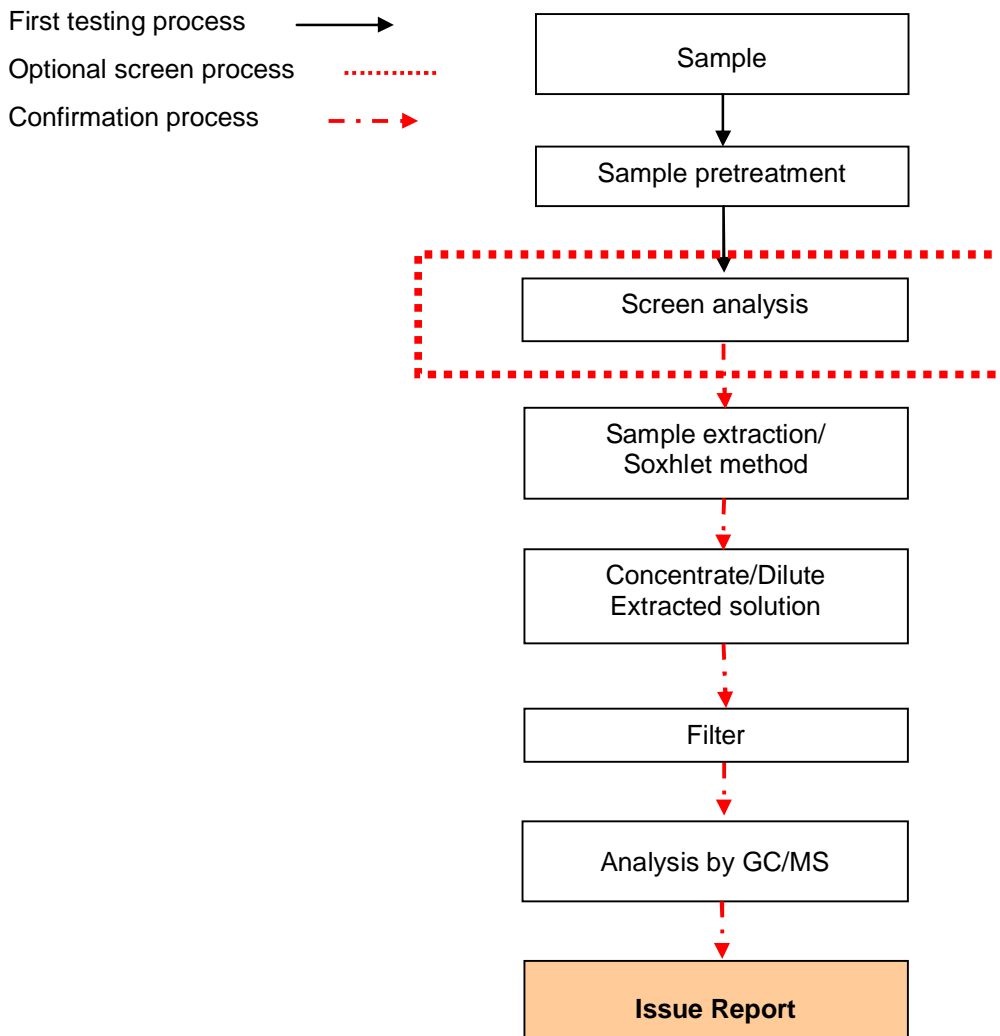 First testing process
Optional screen process
Confirmation process
Sample
Sample pretreatment
Screen analysis
Sample extraction/
Soxhlet method
Concentrate/Dilute
Extracted solution
Filter
Analysis by GC/MS
Issue Report